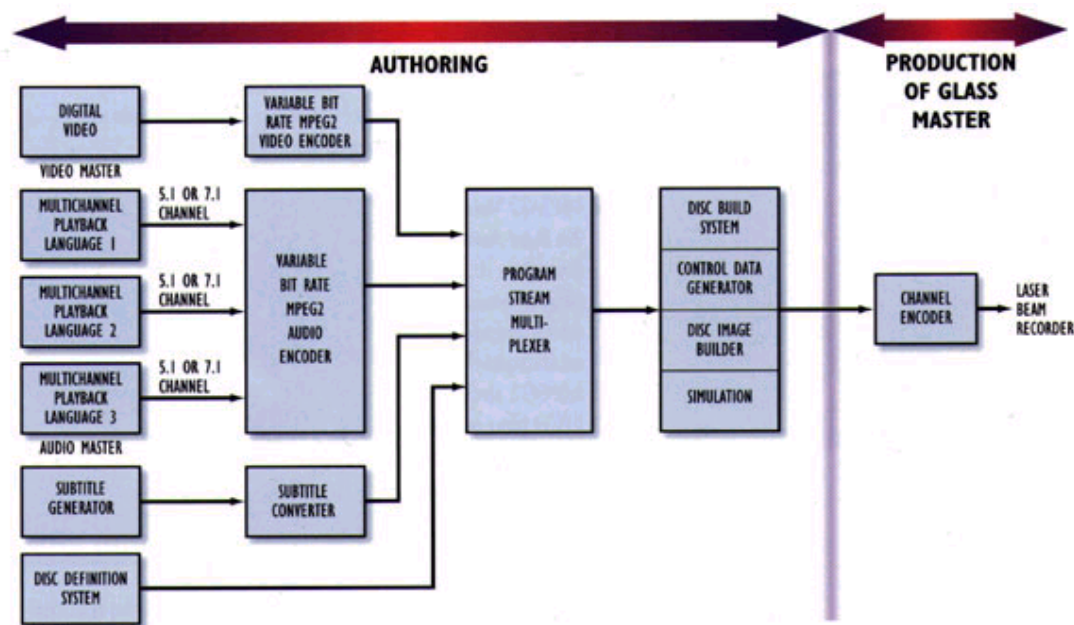 AUTHORING
PRODUCTION
OF GLASS
MASTER
DIGITAL
VIDEO
VIDEO MASTER
VARIABLE BIT
RATE MPEG2
VIDEO ENCODER
MULTICHANNEL
PLAYBACK
LANGUAGE 1
5.1 OR 7.1
CHANNEL
MULTICHANNEL
PLAYBACK
LANGUAGE 2
5.1 OR 7.1
CHANNEL
MULTICHANNEL
PLAYBACK
LANGUAGE 3
5.1 OR 7.1
CHANNEL
AUDIO MASTER
VARIABLE
BIT RATE
MPEG2
AUDIO
ENCODER
SUBTITLE
GENERATOR
SUBTITLE
CONVERTER
DISC DEFINITION
SYSTEM
PROGRAM
STREAM
MULTI-
PLEXER
DISC BUILD
SYSTEM
CONTROL DATA
GENERATOR
DISC IMAGE
BUILDER
SIMULATION
CHANNEL
ENCODER
LASER
BEAM
RECORDER